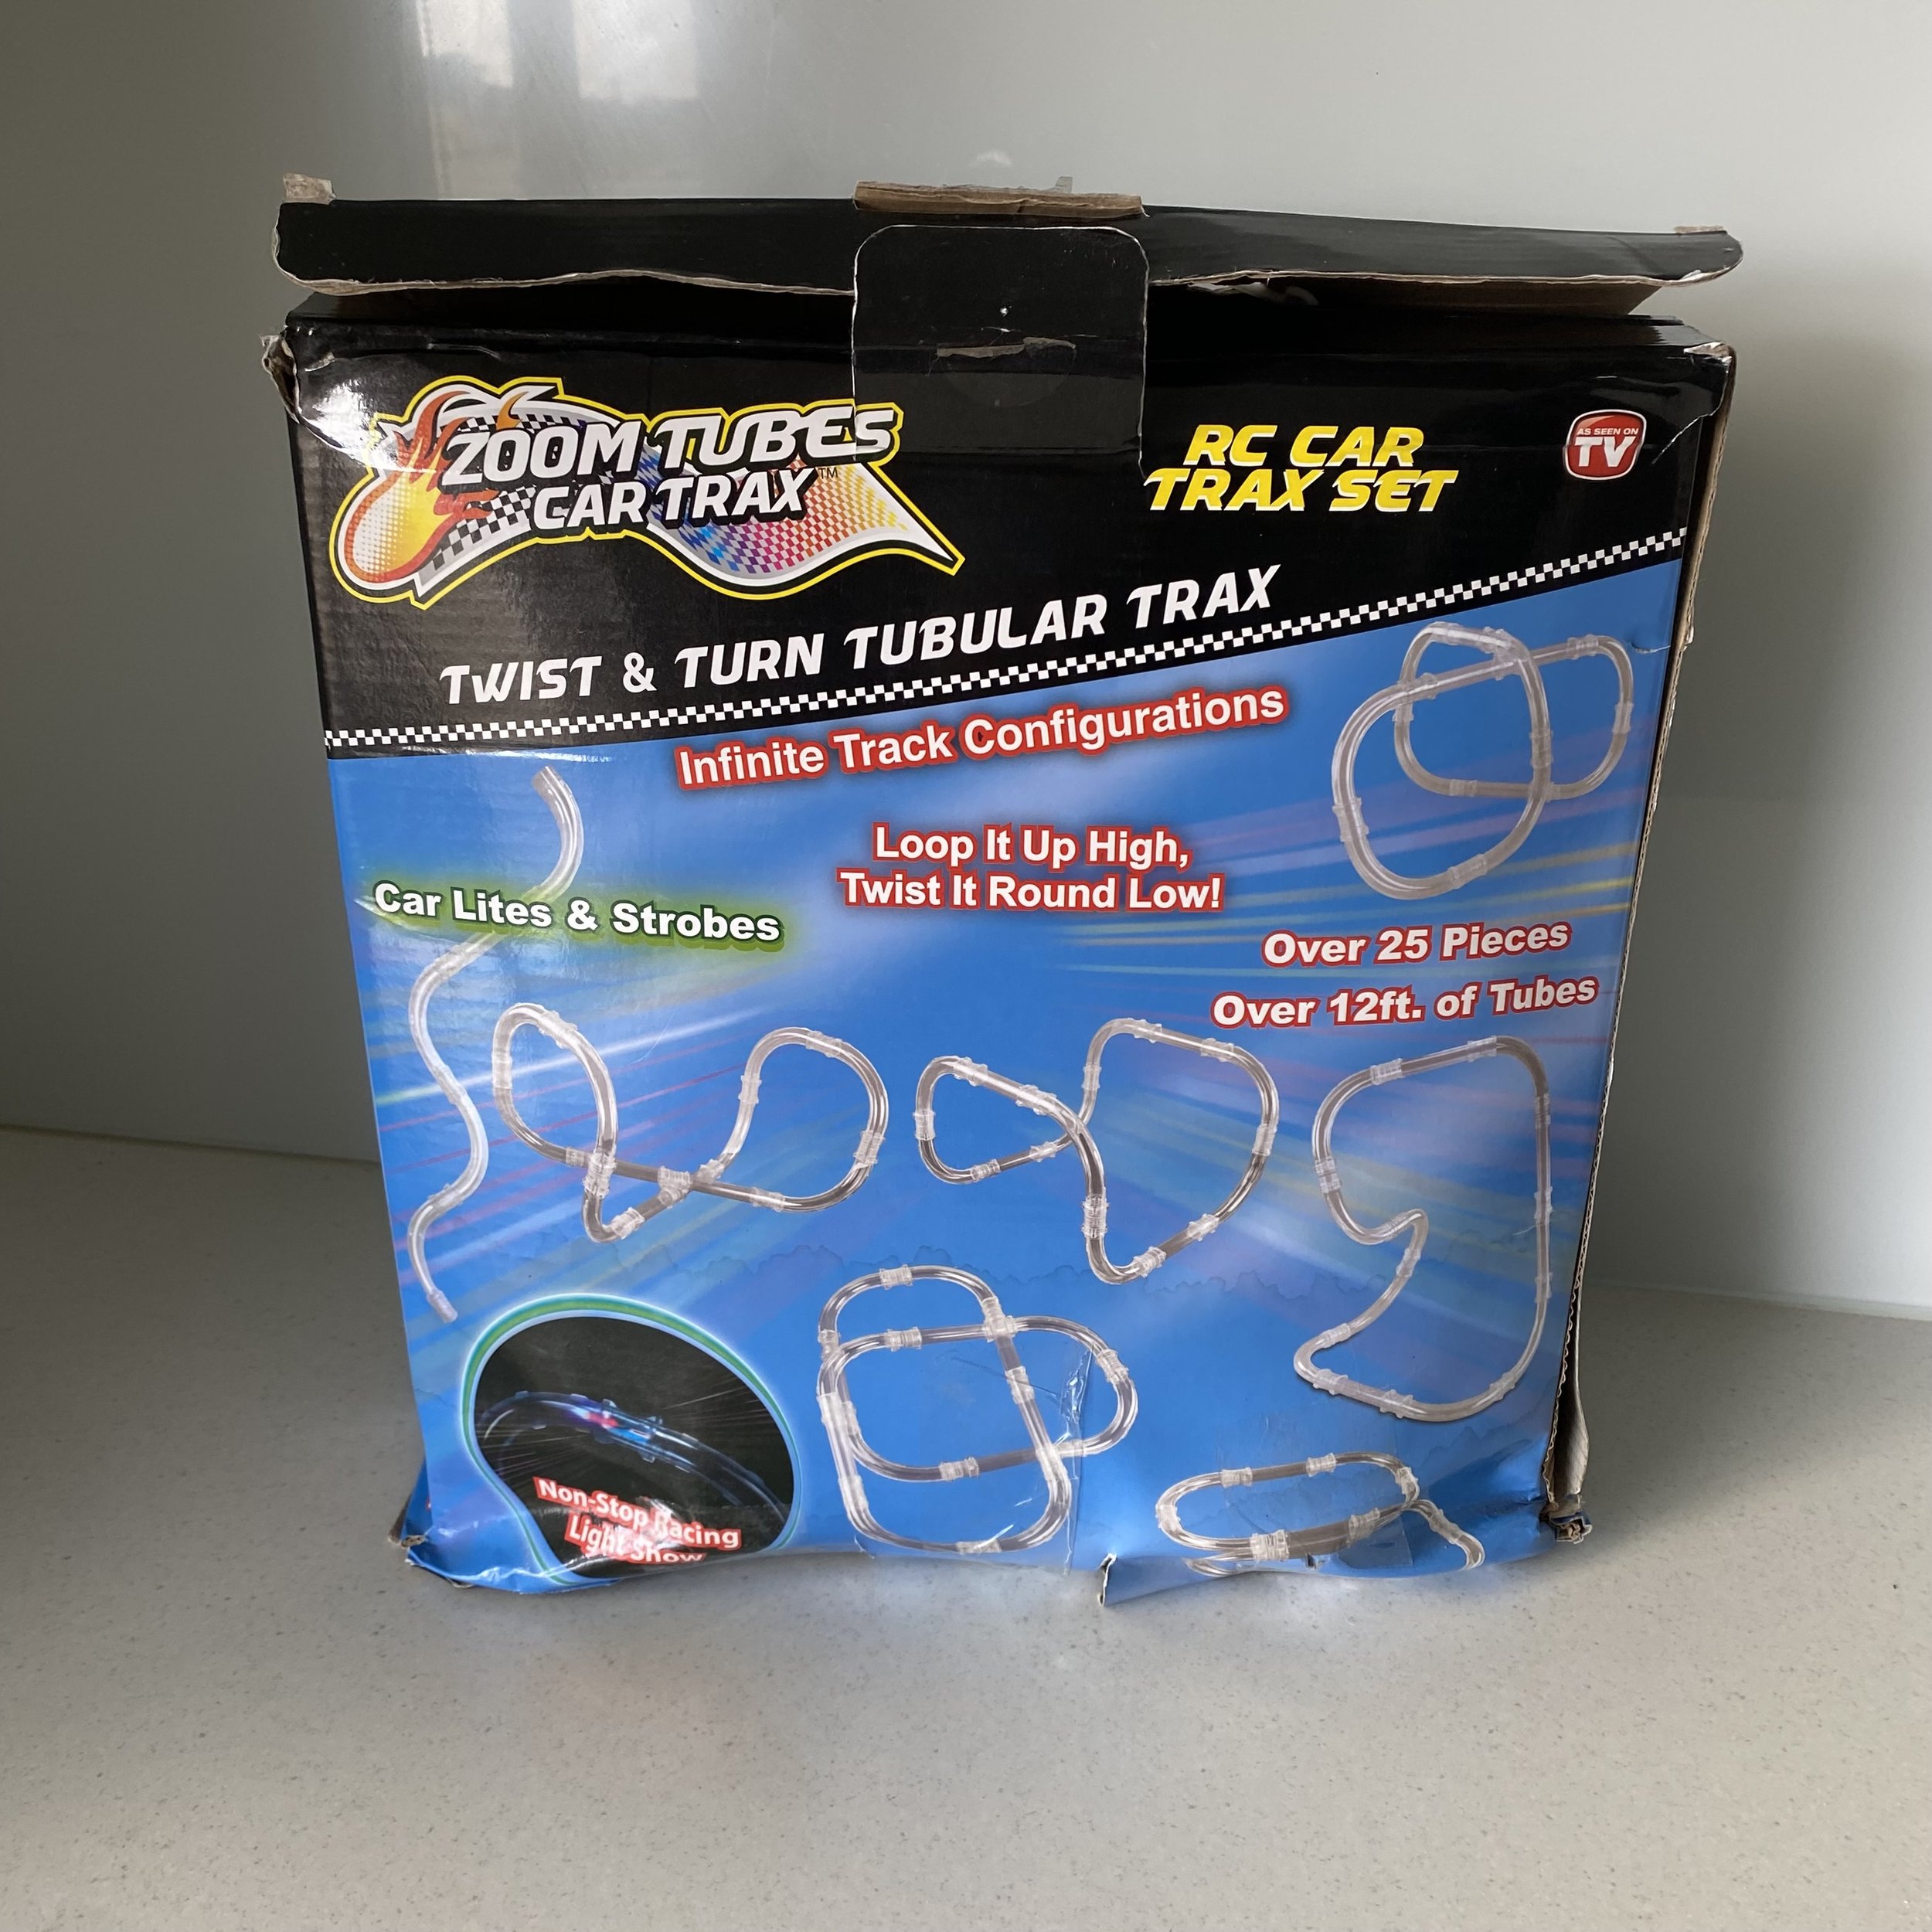 ZOOM TUBES
CAR TRAX™
RC CAR
TRAX SET
AS SEEN ON
TV
TWIST & TURN TUBULAR TRAX
Infinite Track Configurations
Loop It Up High,
Twist It Round Low!
Car Lites & Strobes
Over 25 Pieces
Over 12ft. of Tubes
Non-Stop Racing
Light Show